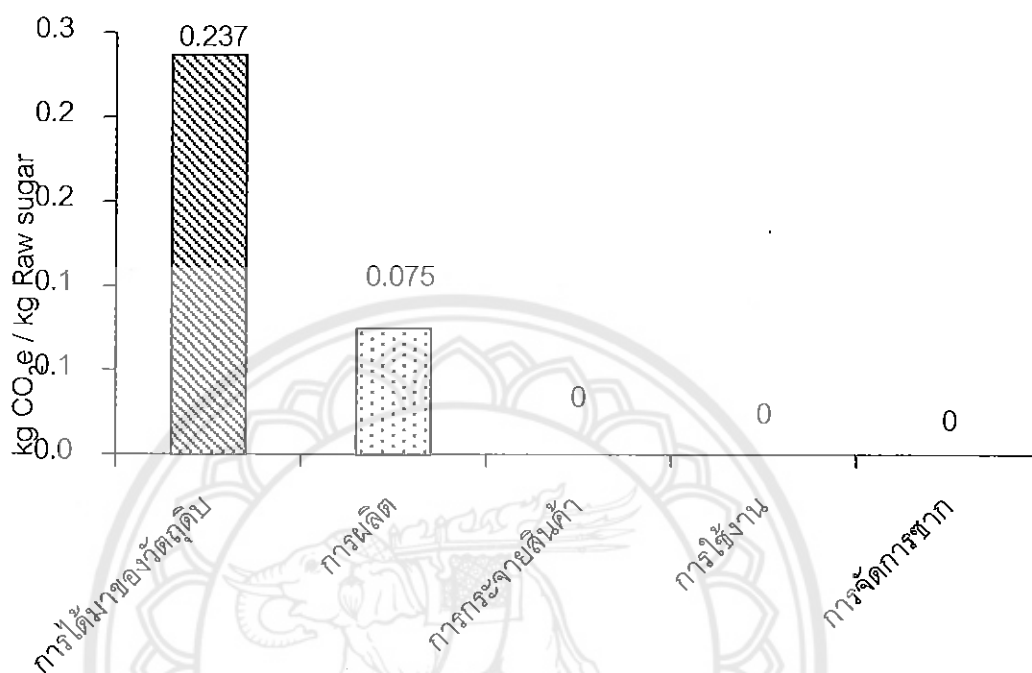 kg CO2e / kg Raw sugar
0.3
0.2
0.2
0.1
0.1
0.0
0.237
0.075
0
0
0
การได้มาของวัตถุดิบ
การผลิต
การกระจายสินค้า
การใช้งาน
การจัดการซาก